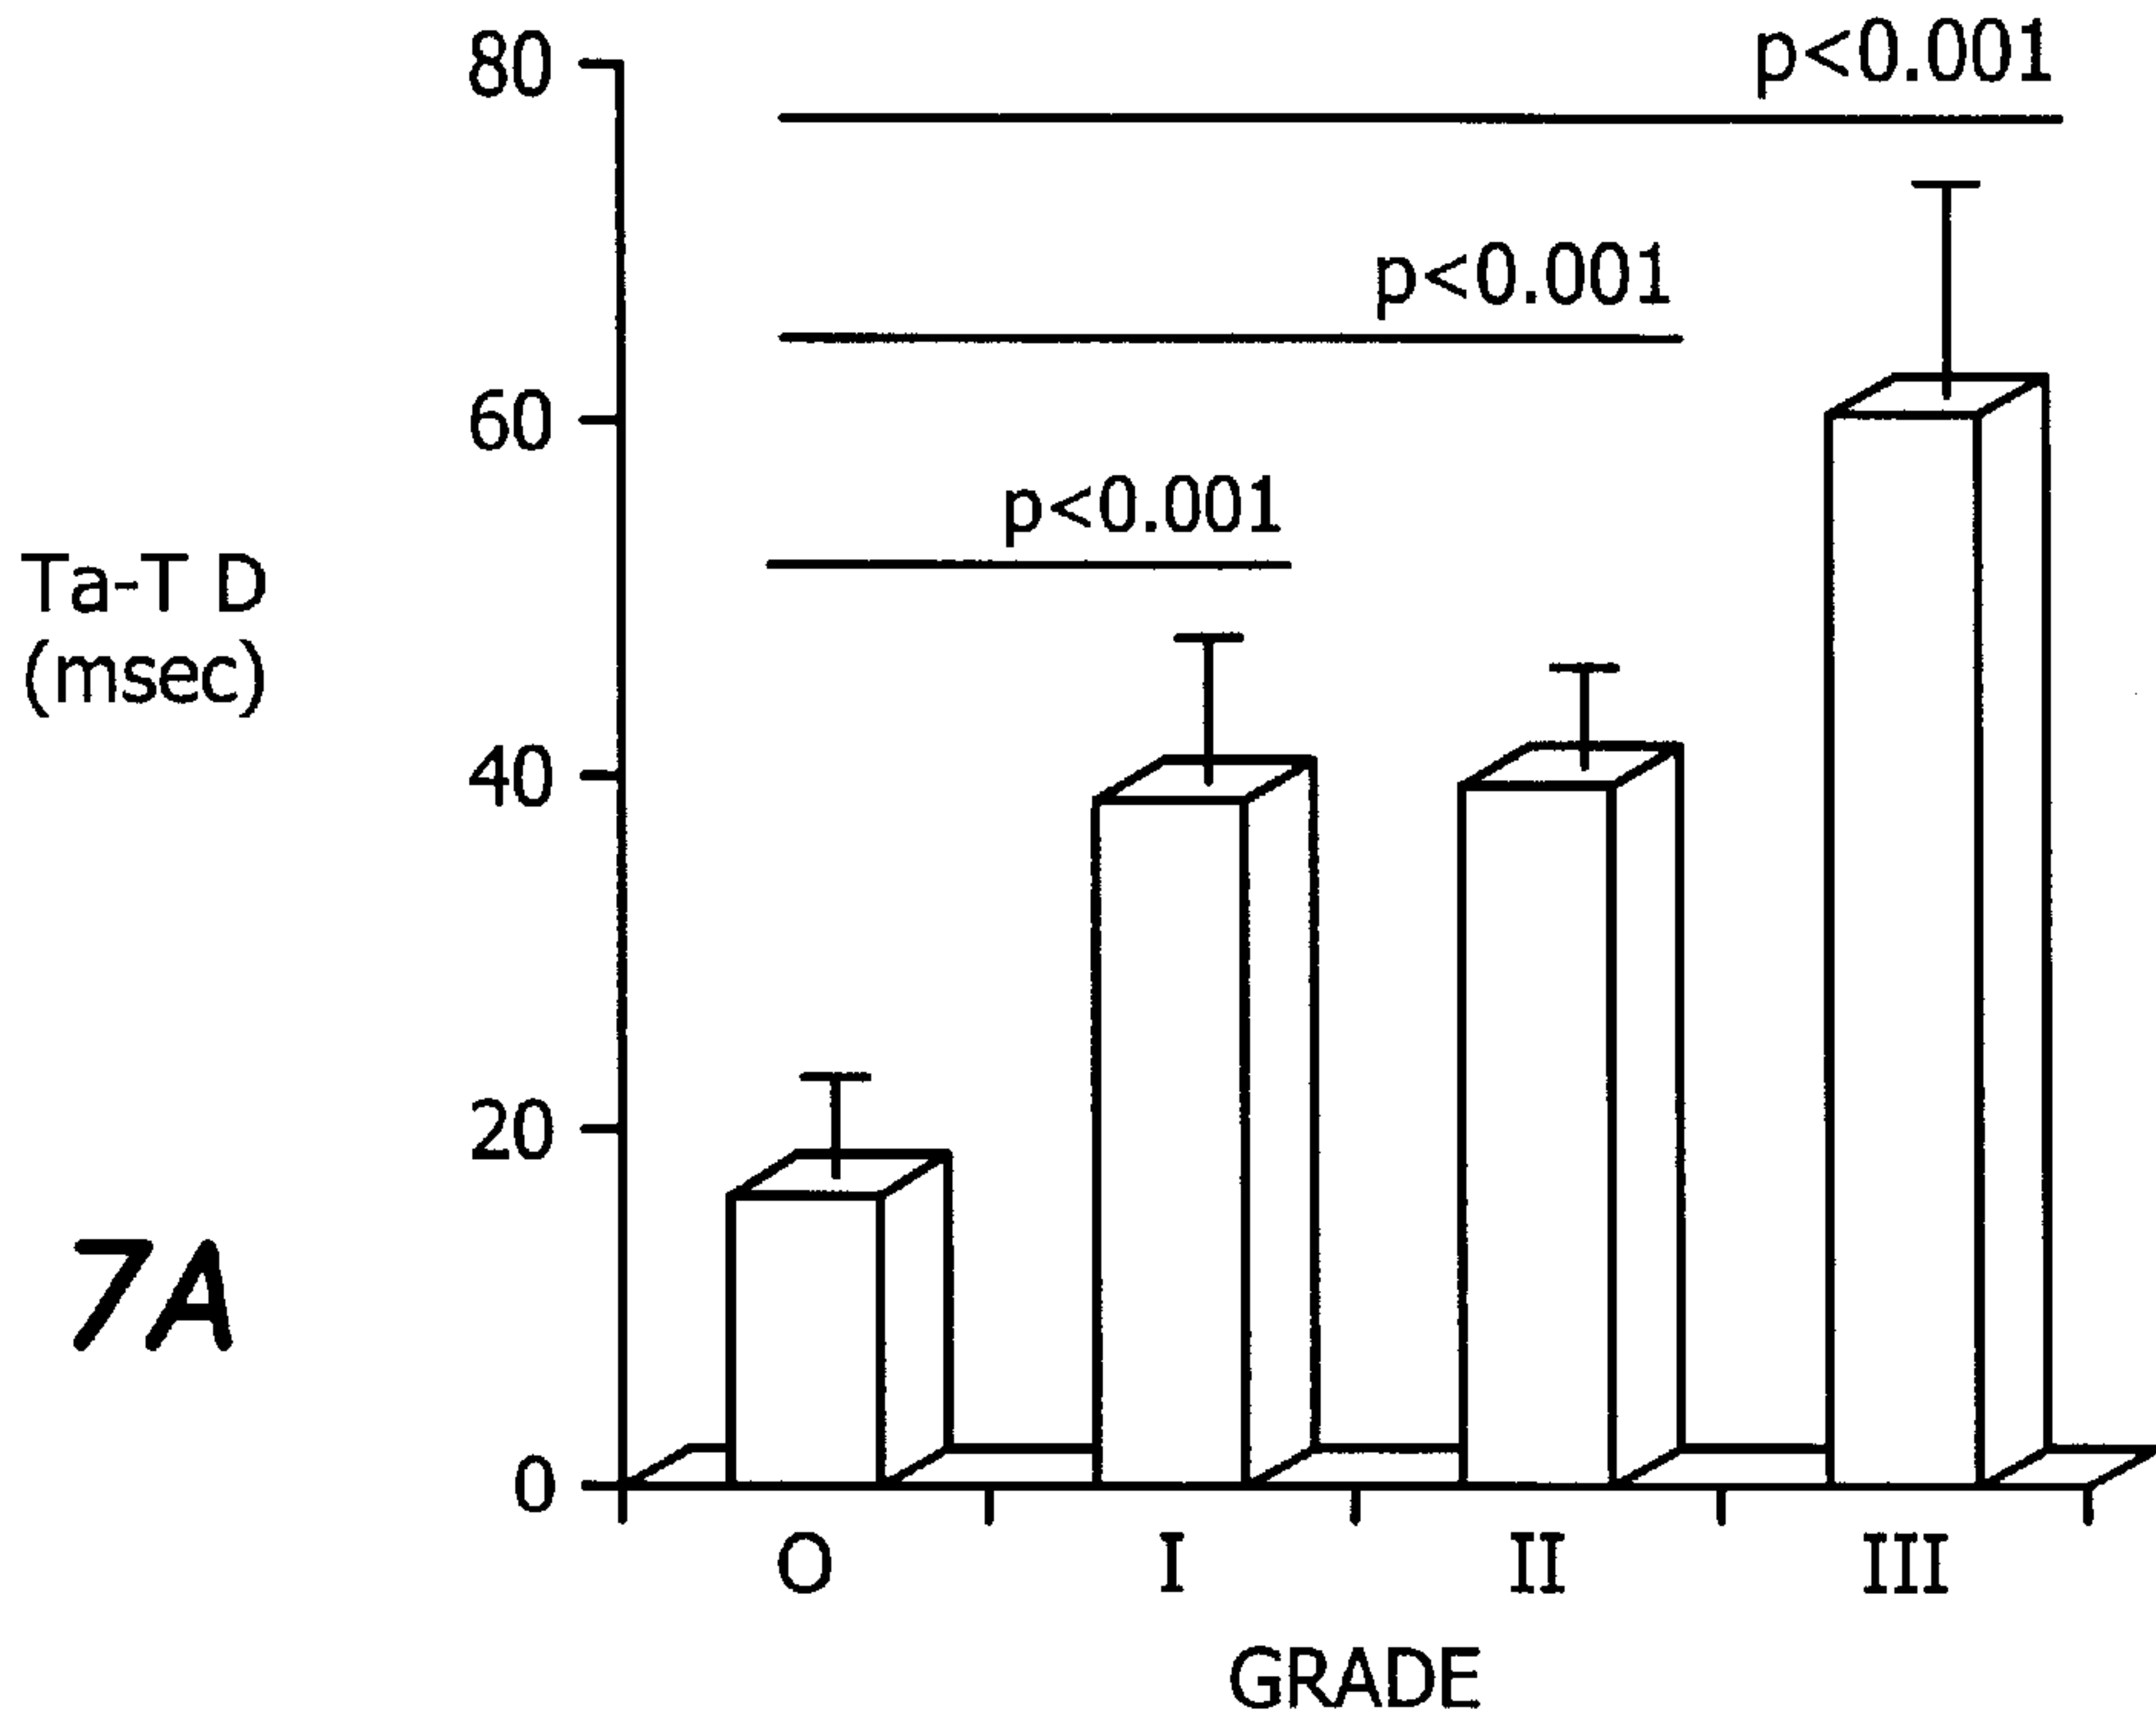 80
p<0.001
p<0.001
60
p<0.001
Ta-T D
(msec)
40
20
7A
0
O I II III
GRADE